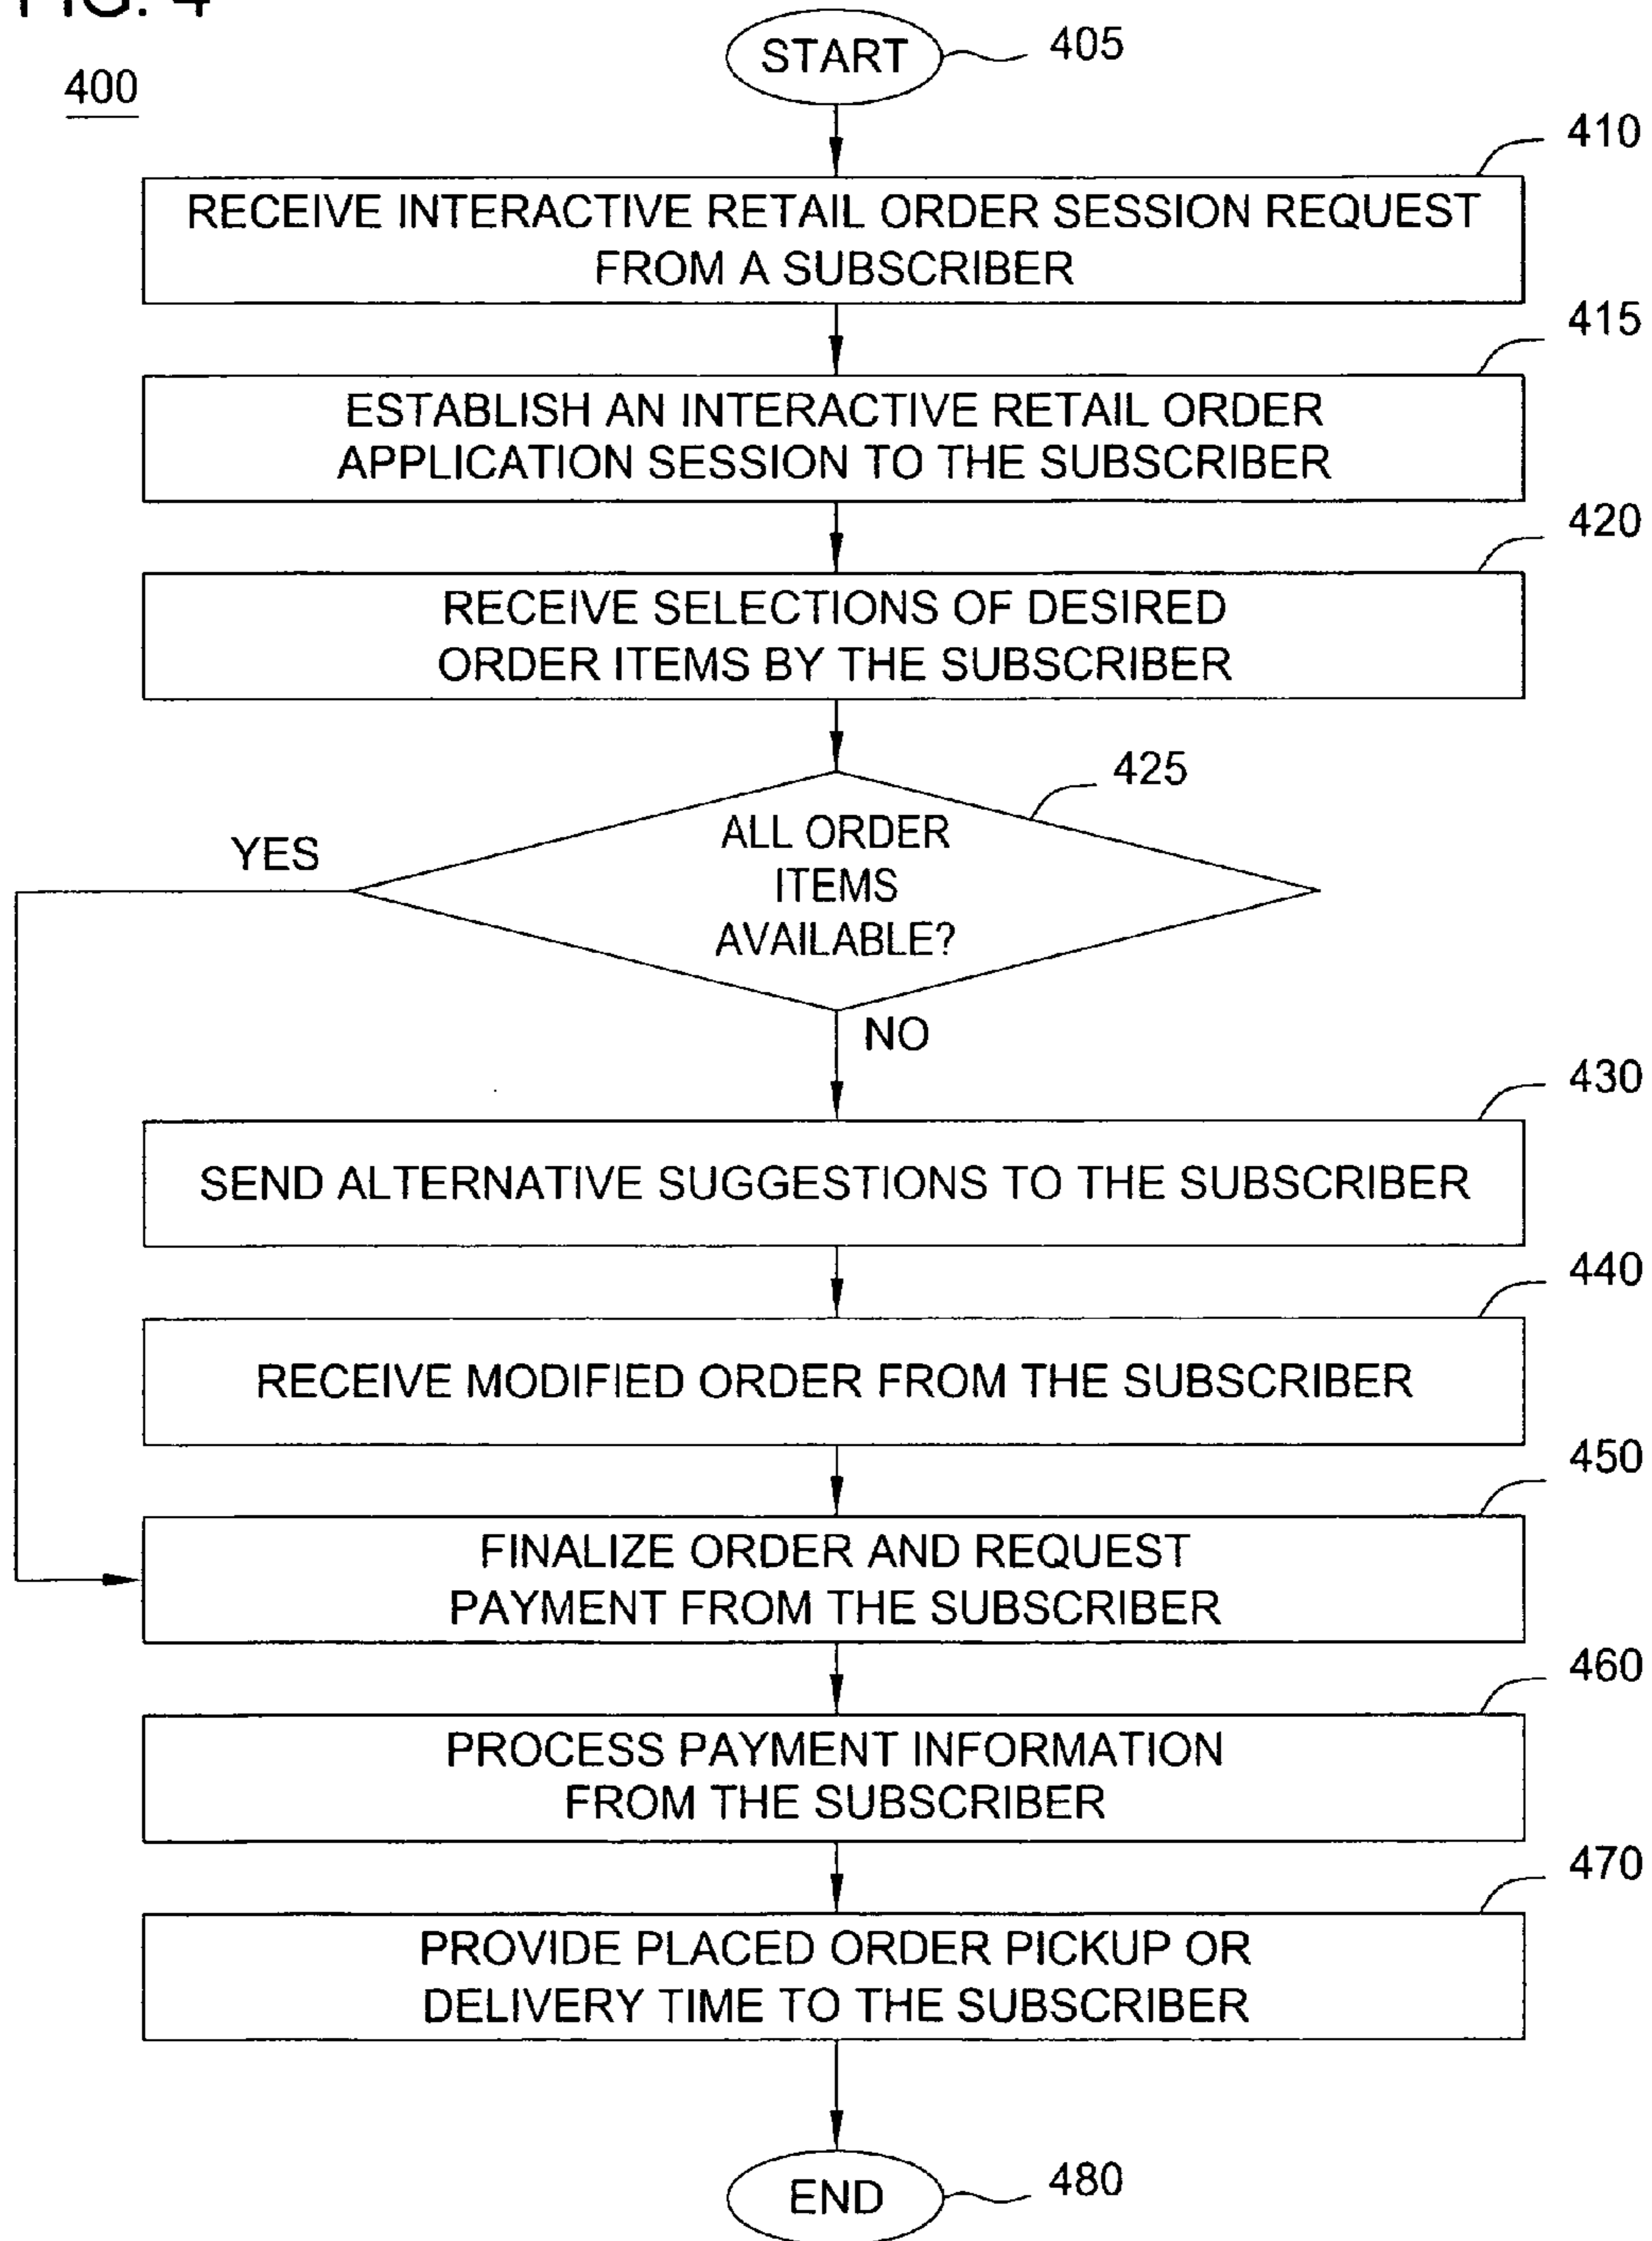 FIG. 4
400
START
405
410
RECEIVE INTERACTIVE RETAIL ORDER SESSION REQUEST
FROM A SUBSCRIBER
415
ESTABLISH AN INTERACTIVE RETAIL ORDER
APPLICATION SESSION TO THE SUBSCRIBER
420
RECEIVE SELECTIONS OF DESIRED
ORDER ITEMS BY THE SUBSCRIBER
425
ALL ORDER
ITEMS
AVAILABLE?
YES
NO
430
SEND ALTERNATIVE SUGGESTIONS TO THE SUBSCRIBER
440
RECEIVE MODIFIED ORDER FROM THE SUBSCRIBER
450
FINALIZE ORDER AND REQUEST
PAYMENT FROM THE SUBSCRIBER
460
PROCESS PAYMENT INFORMATION
FROM THE SUBSCRIBER
470
PROVIDE PLACED ORDER PICKUP OR
DELIVERY TIME TO THE SUBSCRIBER
END
480